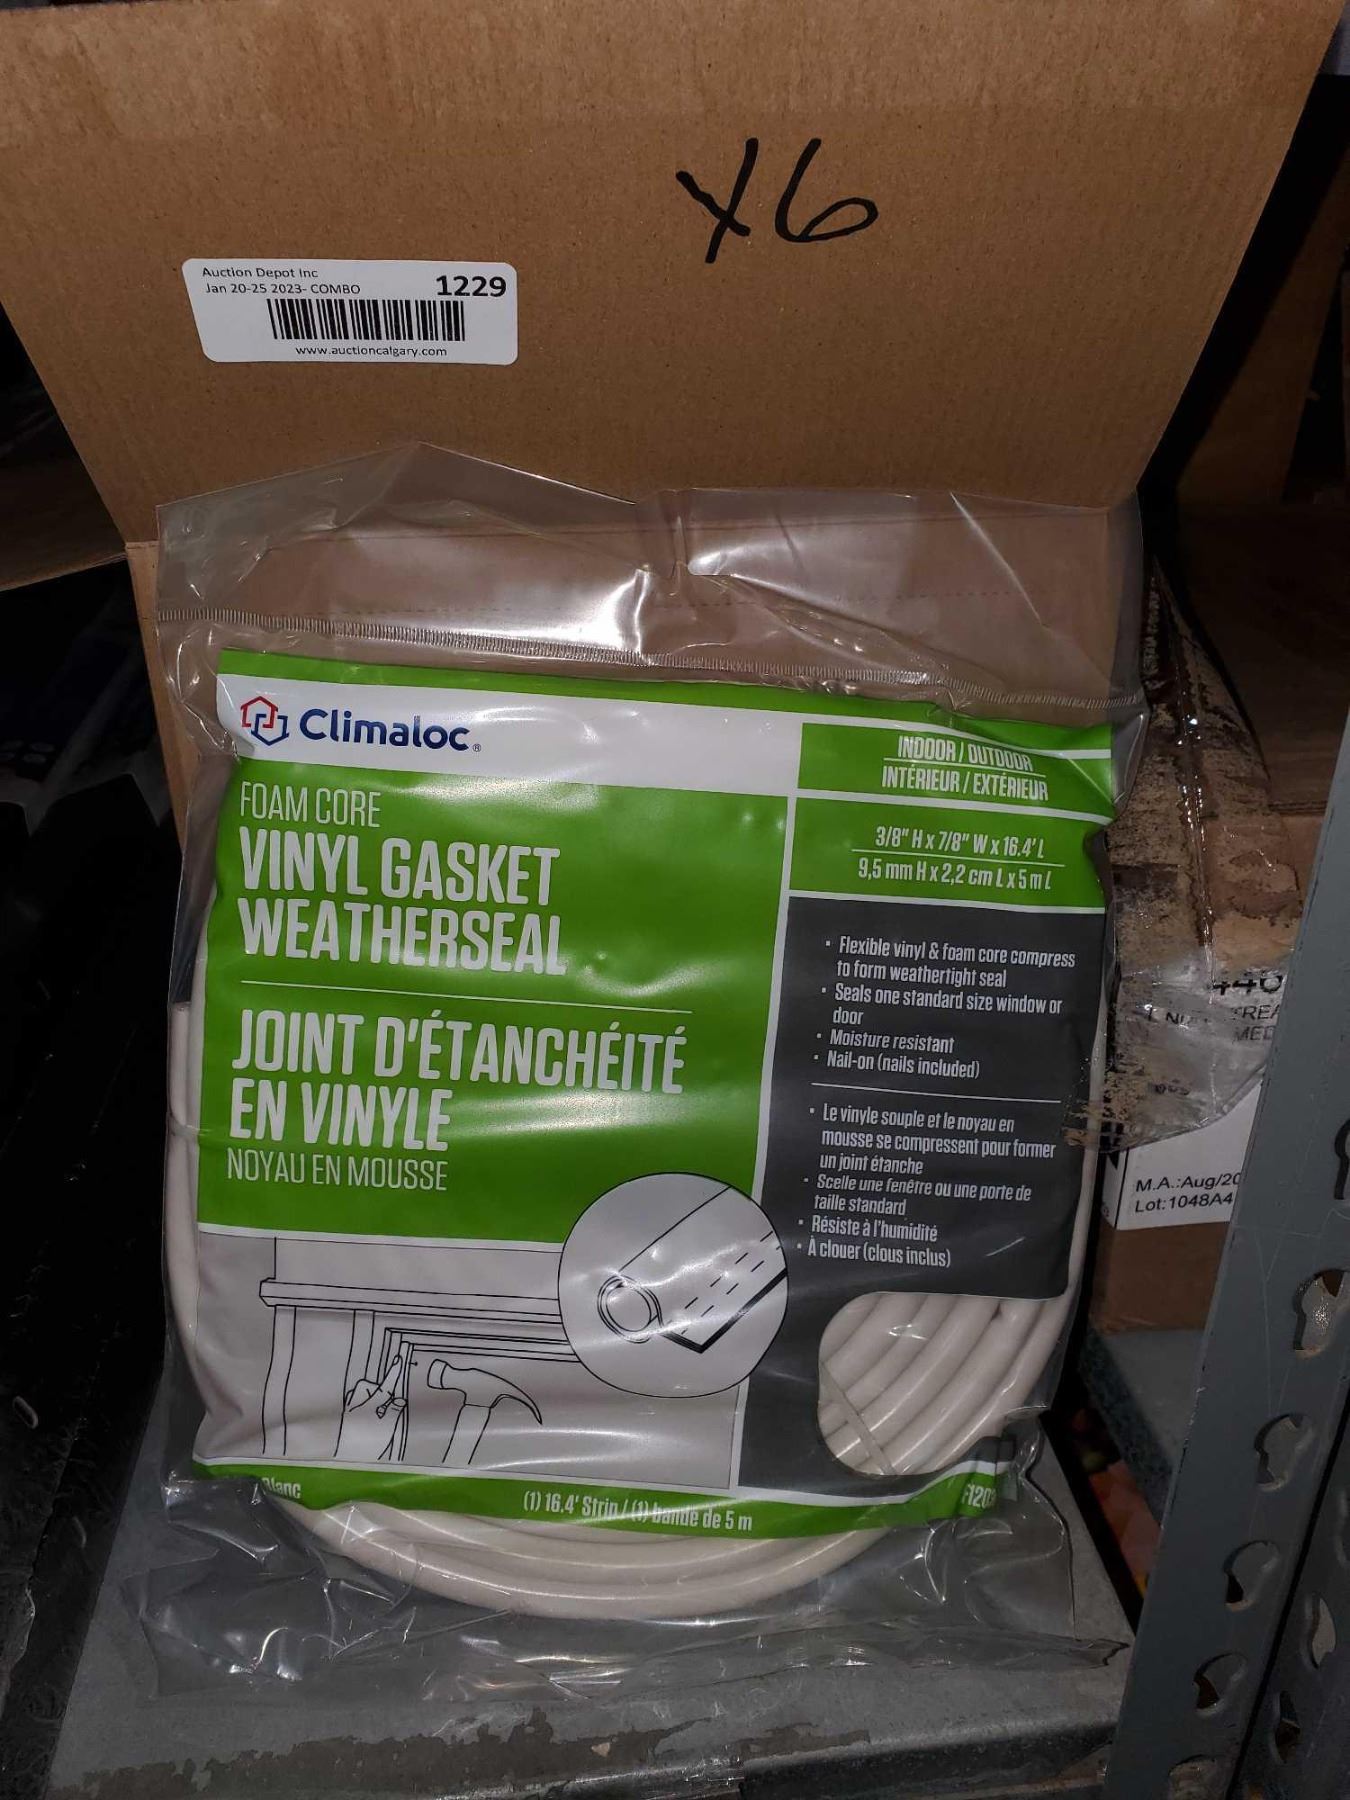 X6
Auction Depot Inc
Jan 20-25 2023- COMBO
1229
www.auctioncalgary.com
Climaloc®
INDOOR / OUTDOOR
INTÉRIEUR / EXTÉRIEUR
3/8" H x 7/8" W x 16.4' L
9,5 mm H x 2,2 cm L x 5 m L
FOAM CORE
VINYL GASKET
WEATHERSEAL
JOINT D'ÉTANCHÉITÉ
EN VINYLE
NOYAU EN MOUSSE
• Flexible vinyl & foam core compress
to form weathertight seal
• Seals one standard size window or
door
• Moisture resistant
• Nail-on (nails included)
• Le vinyle souple et le noyau en
mousse se compressent pour former
un joint étanche
• Scelle une fenêtre ou une porte de
taille standard
• Résiste à l'humidité
• À clouer (clous inclus)
(1) 16.4' Strip / (1) bande de 5 m
M.A.:Aug/20
Lot:1048A4